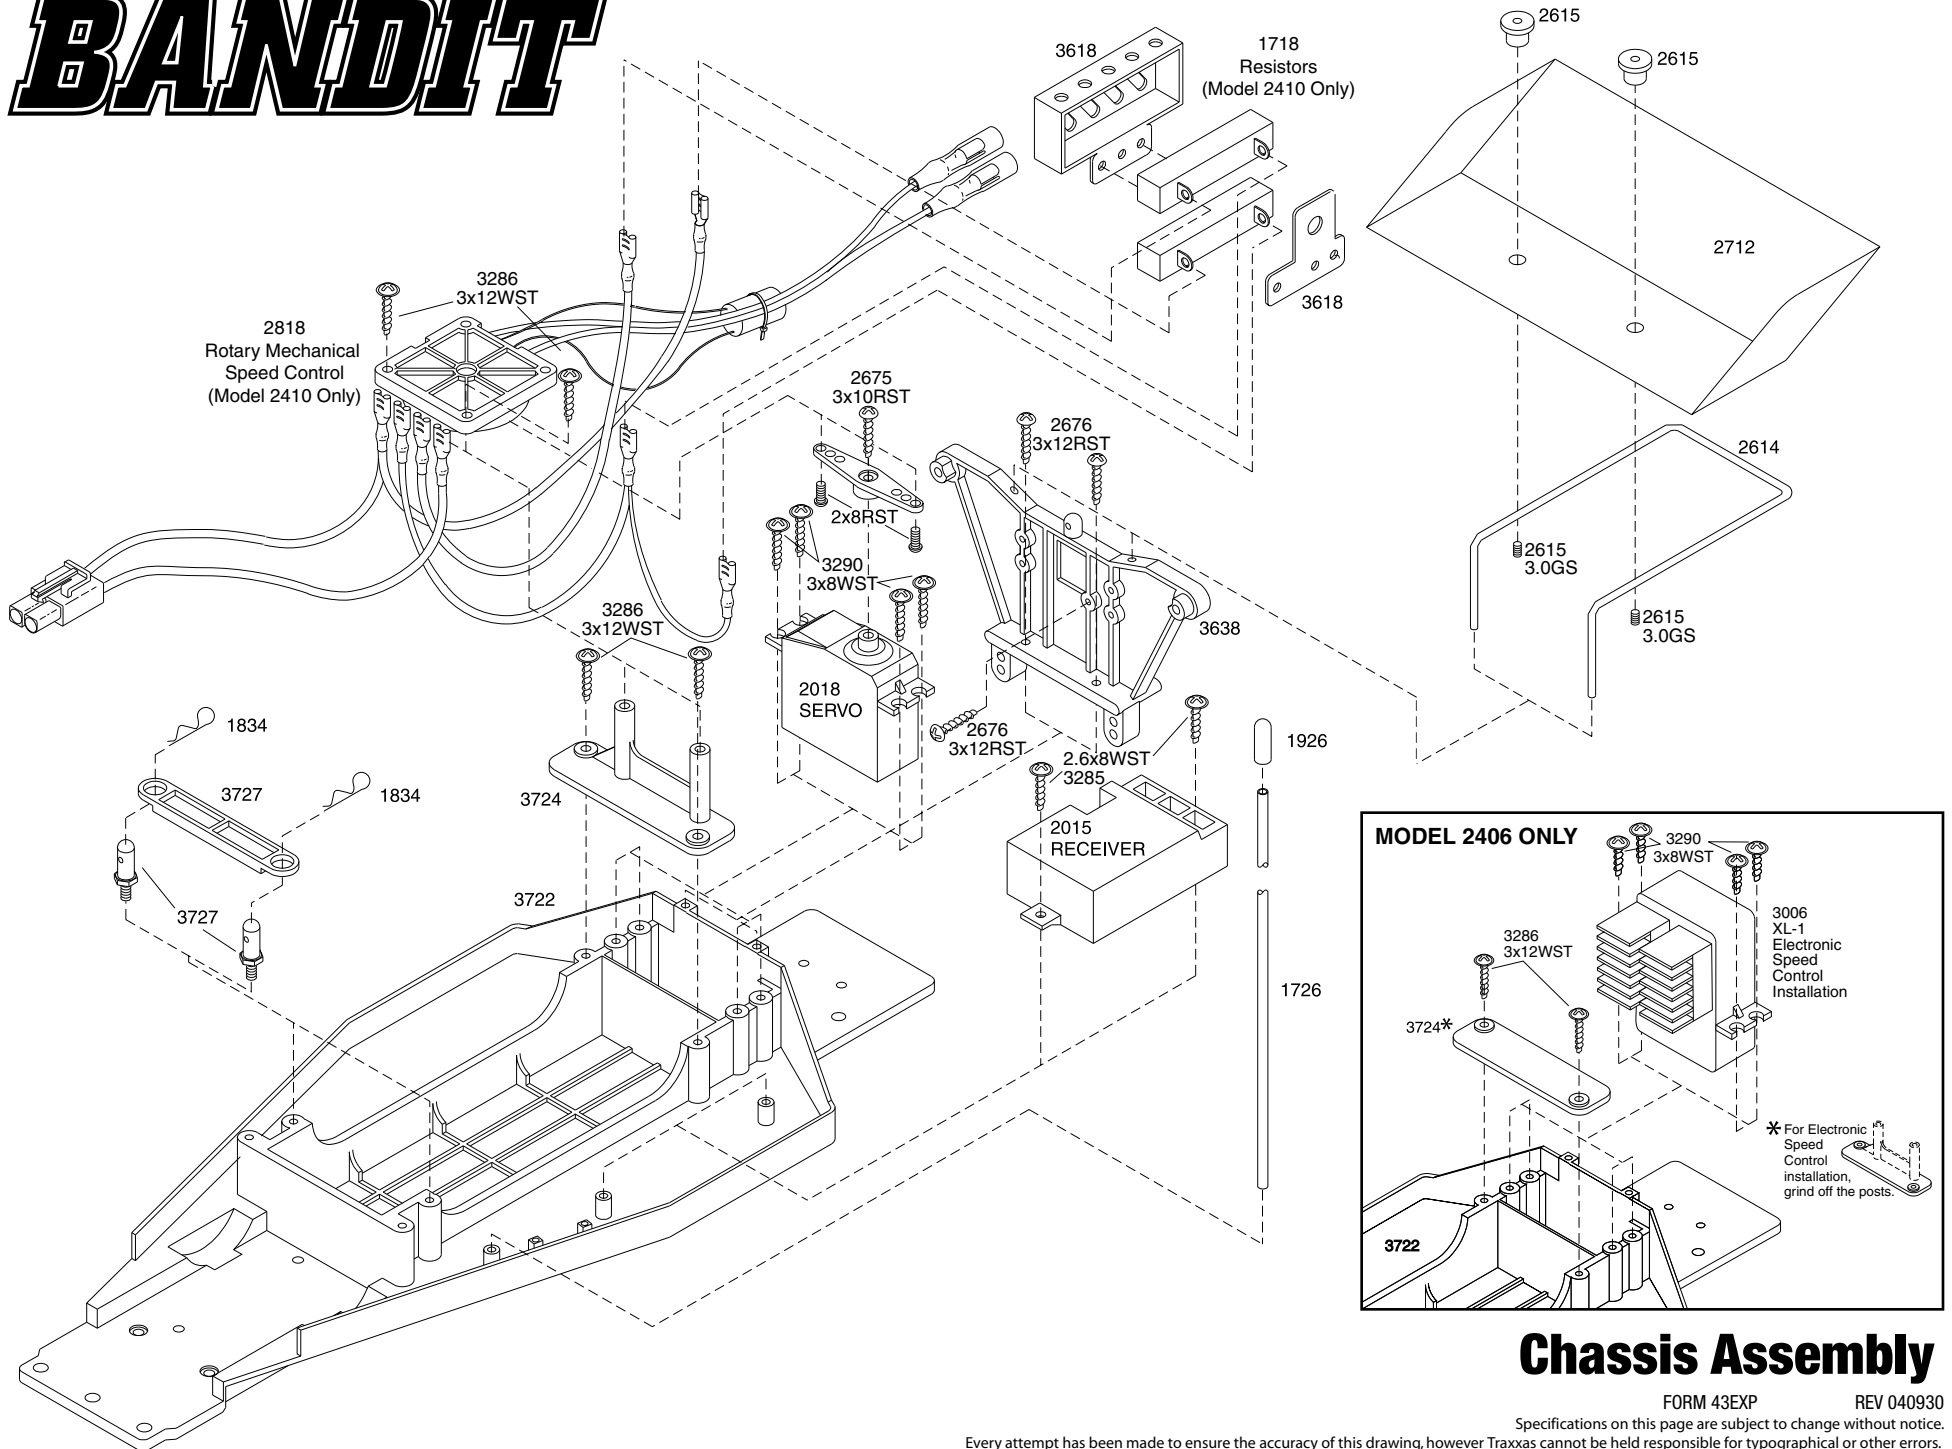 BANDIT
2615
2615
3618
1718
Resistors
(Model 2410 Only)
2712
3618
3286
3x12WST
2818
Rotary Mechanical
Speed Control
(Model 2410 Only)
2675
3x10RST
2676
3x12RST
2614
2x8RST
2615
3.0GS
3290
3x8WST
3286
3x12WST
2615
3.0GS
3638
2018
SERVO
1834
2676
3x12RST
2.6x8WST
3285
1926
3727
1834
3724
2015
RECEIVER
3722
3727
1726
MODEL 2406 ONLY
3290
3x8WST
3006
XL-1
Electronic
Speed
Control
Installation
3286
3x12WST
3724*
* For Electronic
Speed
Control
installation,
grind off the posts.
3722
Chassis Assembly
FORM 43EXP REV 040930
Specifications on this page are subject to change without notice.
Every attempt has been made to ensure the accuracy of this drawing, however Traxxas cannot be held responsible for typographical or other errors.